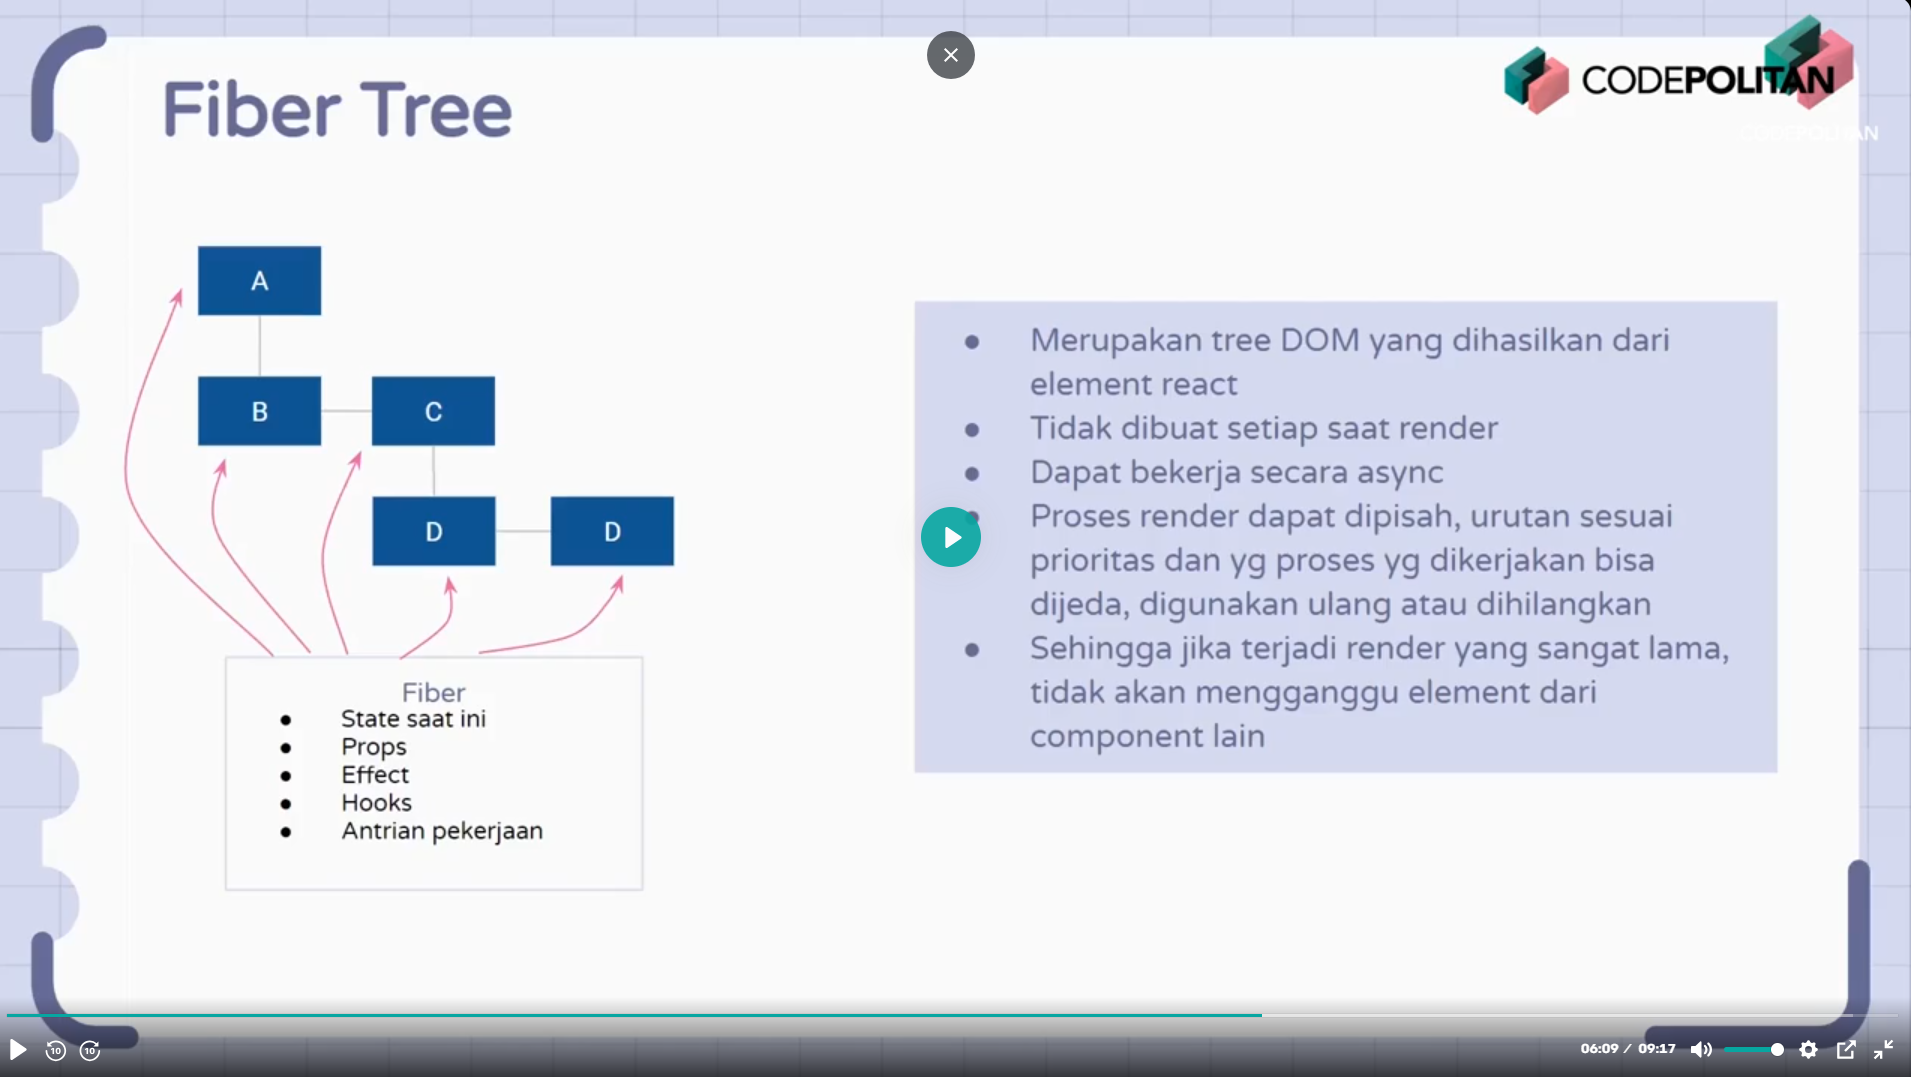 Fiber Tree
CODEPOLITAN
CODEPOLITAN
A
B
C
D
D
Fiber
● State saat ini
● Props
● Effect
● Hooks
● Antrian pekerjaan
● Merupakan tree DOM yang dihasilkan dari
element react
● Tidak dibuat setiap saat render
● Dapat bekerja secara async
● Proses render dapat dipisah, urutan sesuai
prioritas dan yg proses yg dikerjakan bisa
dijeda, digunakan ulang atau dihilangkan
● Sehingga jika terjadi render yang sangat lama,
tidak akan mengganggu element dari
component lain
10
10
06:09 / 09:17